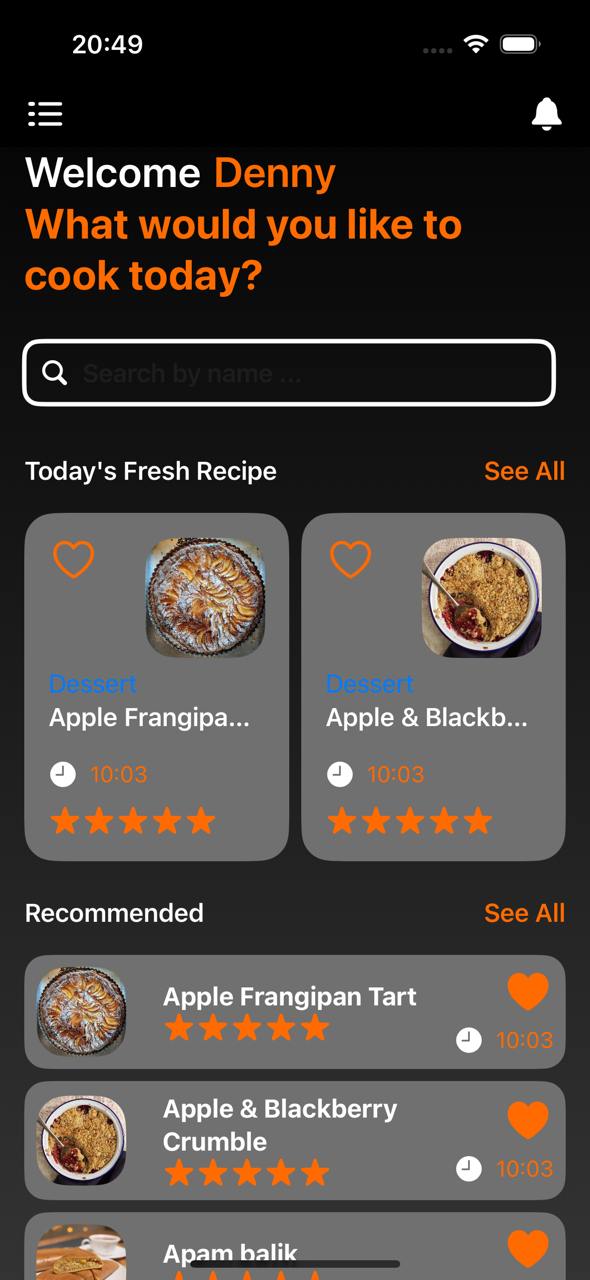 20:49
Welcome Denny
What would you like to
cook today?
Search by name ...
Today's Fresh Recipe See All
Dessert Dessert
Apple Frangipa... Apple & Blackb...
10:03 10:03
Recommended See All
Apple Frangipan Tart
10:03
Apple & Blackberry
Crumble
10:03
Apam balik